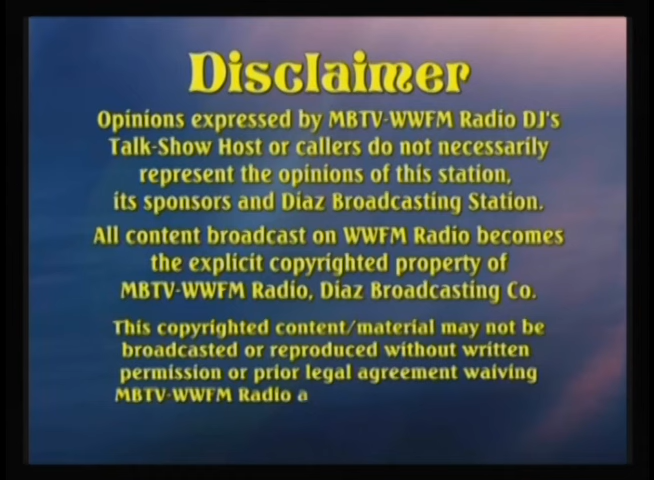 Disclaimer
Opinions expressed by MBTV-WWFM Radio DJ's
Talk-Show Host or callers do not necessarily
represent the opinions of this station,
its sponsors and Diaz Broadcasting Station.
All content broadcast on WWFM Radio becomes
the explicit copyrighted property of
MBTV-WWFM Radio, Diaz Broadcasting Co.
This copyrighted content/material may not be
broadcasted or reproduced without written
permission or prior legal agreement waiving
MBTV-WWFM Radio a